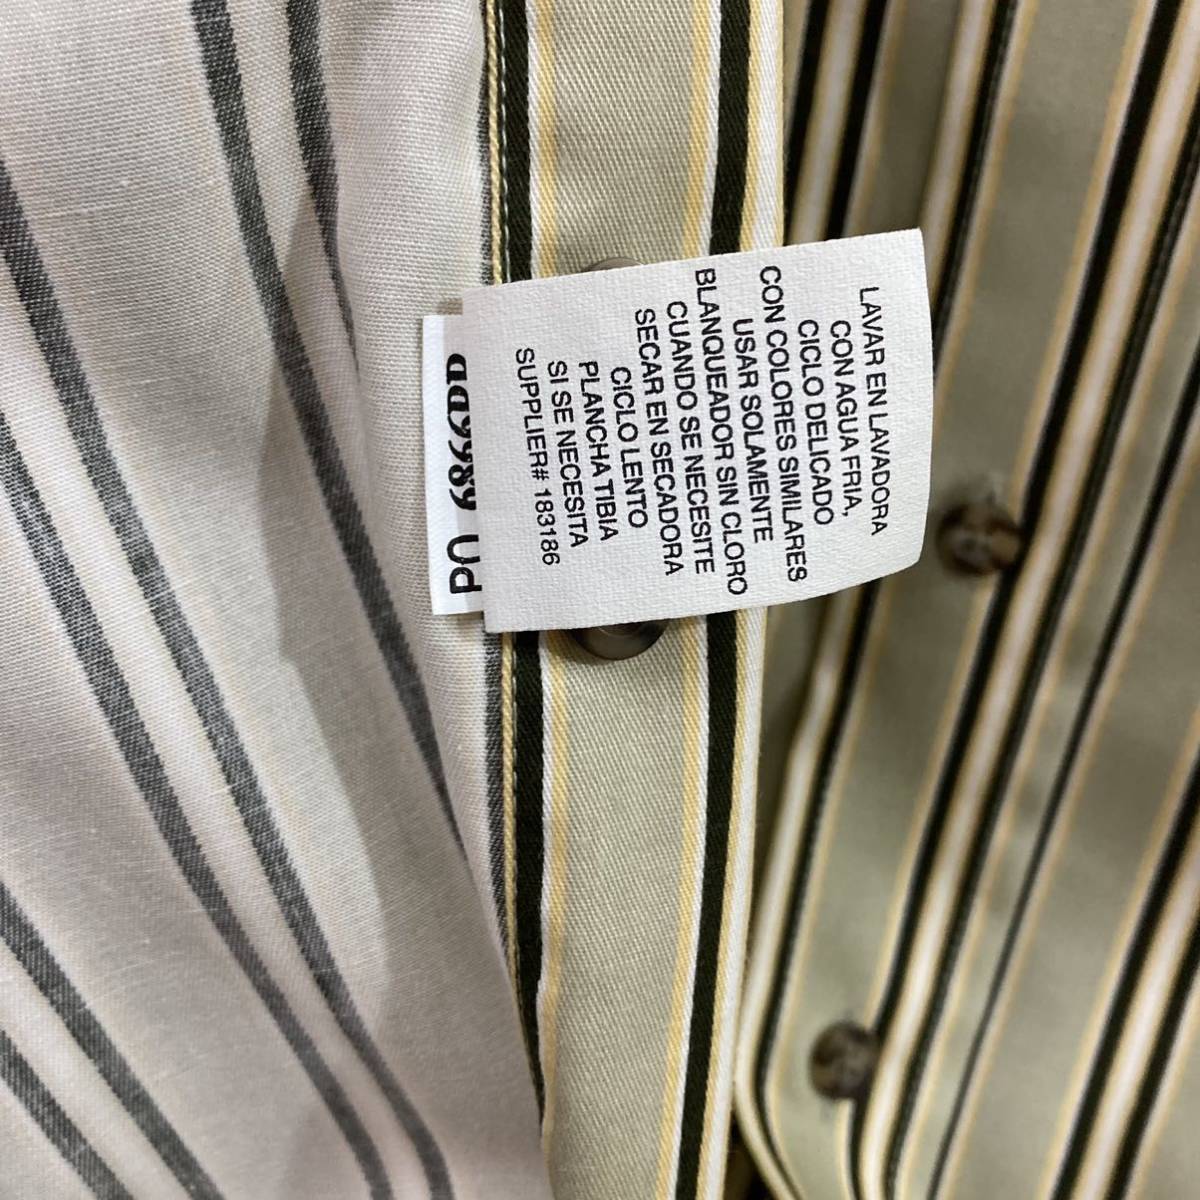 LAVAR EN LAVADORA
CON AGUA FRIA,
CICLO DELICADO
CON COLORES SIMILARES
USAR SOLAMENTE
BLANQUEADOR SIN CLORO
CUANDO SE NECESITE
SECAR EN SECADORA
CICLO LENTO
PLANCHA TIBIA
SI SE NECESITA
SUPPLIER# 183186